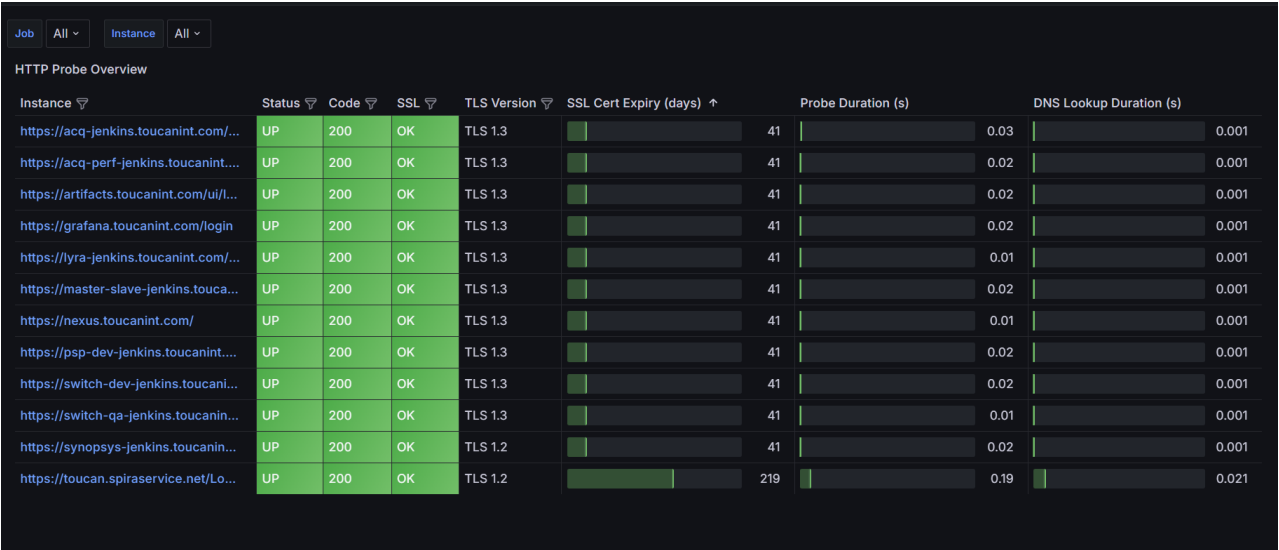 Job All Instance All
HTTP Probe Overview
Instance Status Code SSL TLS Version SSL Cert Expiry (days) ↑ Probe Duration (s) DNS Lookup Duration (s)
https://acq-jenkins.toucanint.com/... UP 200 OK TLS 1.3 41 0.03 0.001
https://acq-perf-jenkins.toucanint.... UP 200 OK TLS 1.3 41 0.02 0.001
https://artifacts.toucanint.com/ui/l... UP 200 OK TLS 1.3 41 0.02 0.001
https://grafana.toucanint.com/login UP 200 OK TLS 1.3 41 0.02 0.001
https://lyra-jenkins.toucanint.com/... UP 200 OK TLS 1.3 41 0.01 0.001
https://master-slave-jenkins.touca... UP 200 OK TLS 1.3 41 0.02 0.001
https://nexus.toucanint.com/ UP 200 OK TLS 1.3 41 0.01 0.001
https://psp-dev-jenkins.toucanint.... UP 200 OK TLS 1.3 41 0.02 0.001
https://switch-dev-jenkins.toucani... UP 200 OK TLS 1.3 41 0.02 0.001
https://switch-qa-jenkins.toucanin... UP 200 OK TLS 1.3 41 0.01 0.001
https://synopsys-jenkins.toucanin... UP 200 OK TLS 1.2 41 0.02 0.001
https://toucan.spiraservice.net/Lo... UP 200 OK TLS 1.2 219 0.19 0.021